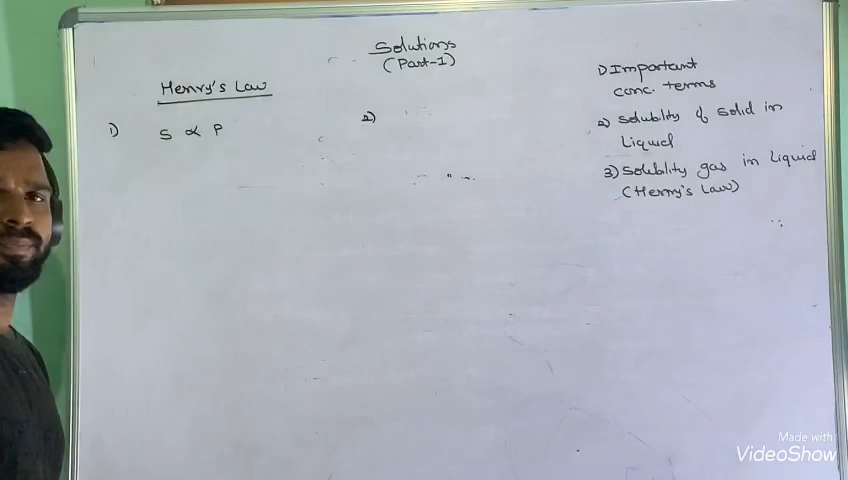 Solutions
(Part-1)
Henry's Law
1) S ∝ P
2)
1) Important
conc. terms
2) Solubility of Solid in
Liquid
3) Solubility gas in Liquid
(Henry's Law)
Made with
VideoShow